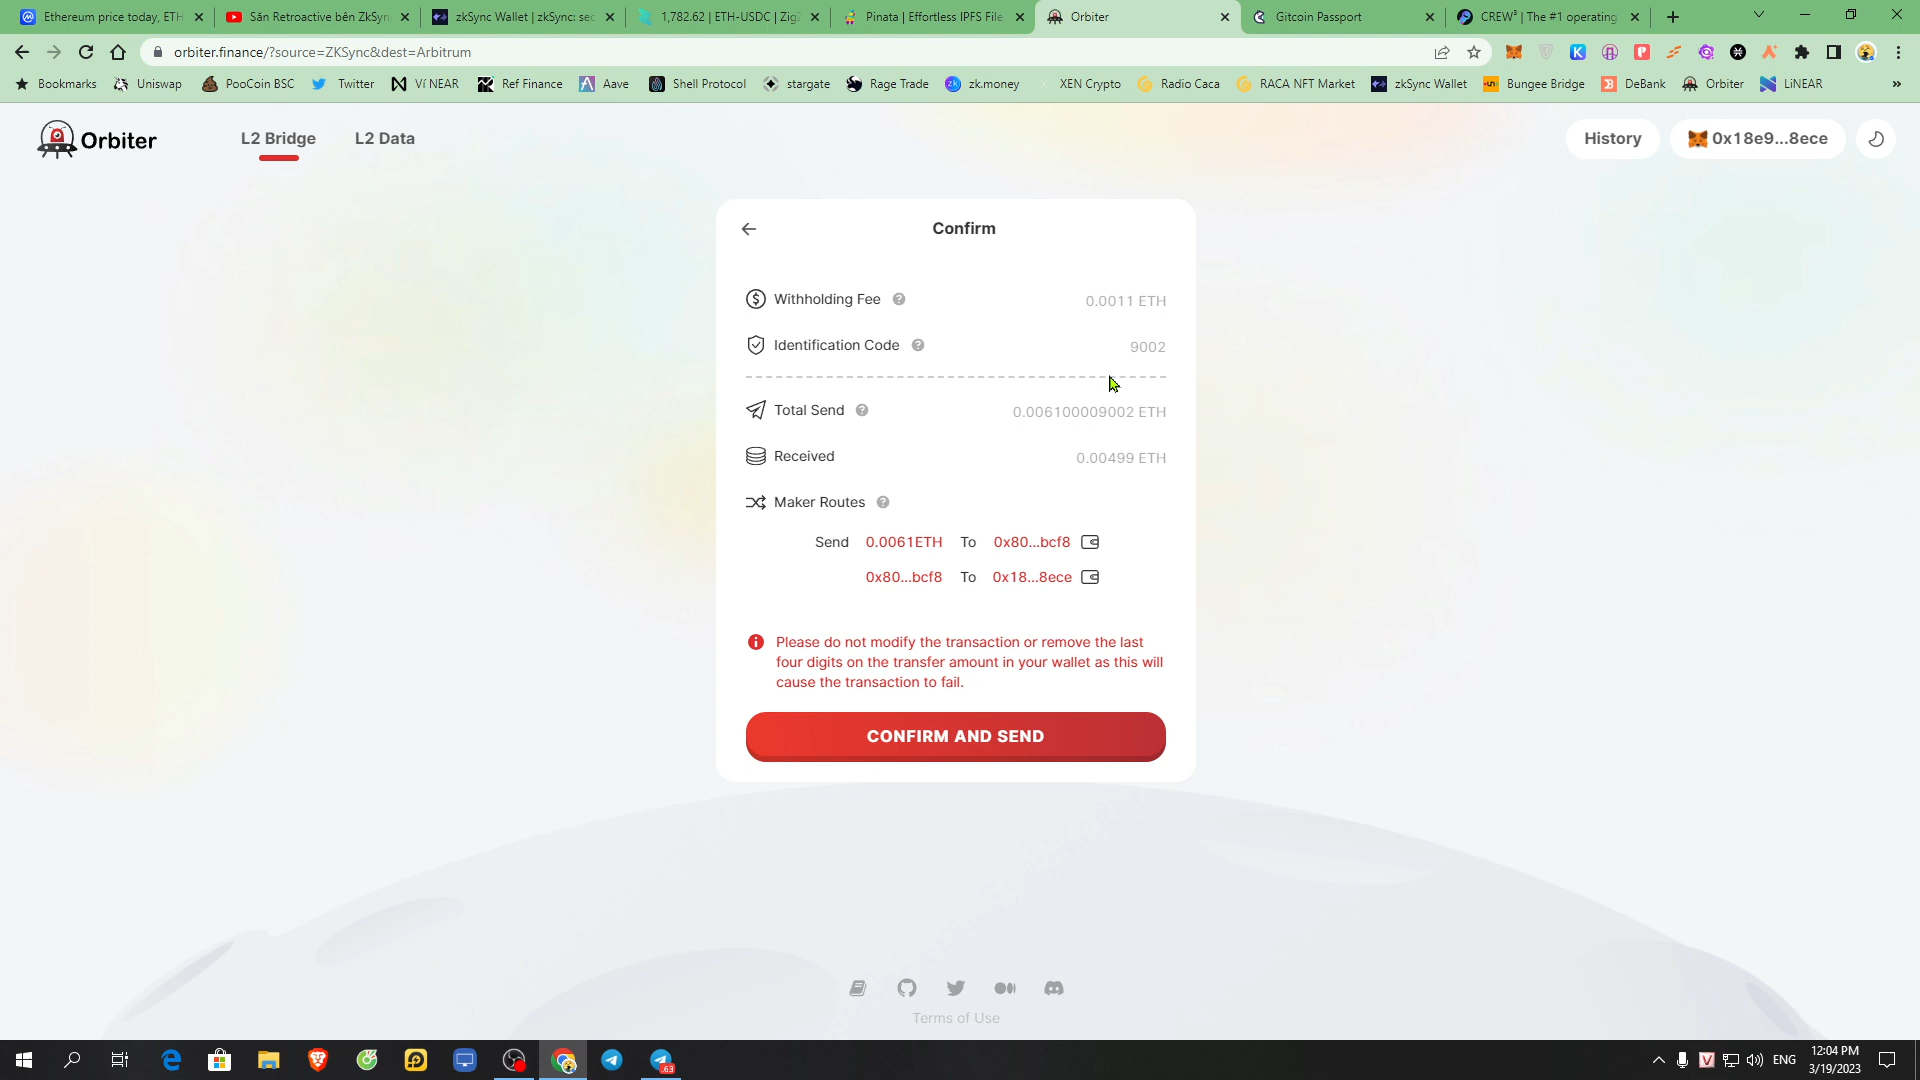 Ethereum price today, ETH
Săn Retroactive bên ZkSyn
zkSync Wallet | zkSync: sec
1,782.62 | ETH-USDC | ZigZ
Pinata | Effortless IPFS File
Orbiter
Gitcoin Passport
CREW³ | The #1 operating
orbiter.finance/?source=ZKSync&dest=Arbitrum
Bookmarks
Uniswap
PooCoin BSC
Twitter
Ví NEAR
Ref Finance
Aave
Shell Protocol
stargate
Rage Trade
zk.money
XEN Crypto
Radio Caca
RACA NFT Market
zkSync Wallet
Bungee Bridge
DeBank
Orbiter
LiNEAR
»
Orbiter
L2 Bridge
L2 Data
History
0x18e9...8ece
Confirm
Withholding Fee ? 0.0011 ETH
Identification Code ? 9002
Total Send ? 0.006100009002 ETH
Received 0.00499 ETH
Maker Routes ?
Send 0.0061ETH To 0x80...bcf8
0x80...bcf8 To 0x18...8ece
Please do not modify the transaction or remove the last
four digits on the transfer amount in your wallet as this will
cause the transaction to fail.
CONFIRM AND SEND
Terms of Use
.63
ENG
12:04 PM
3/19/2023